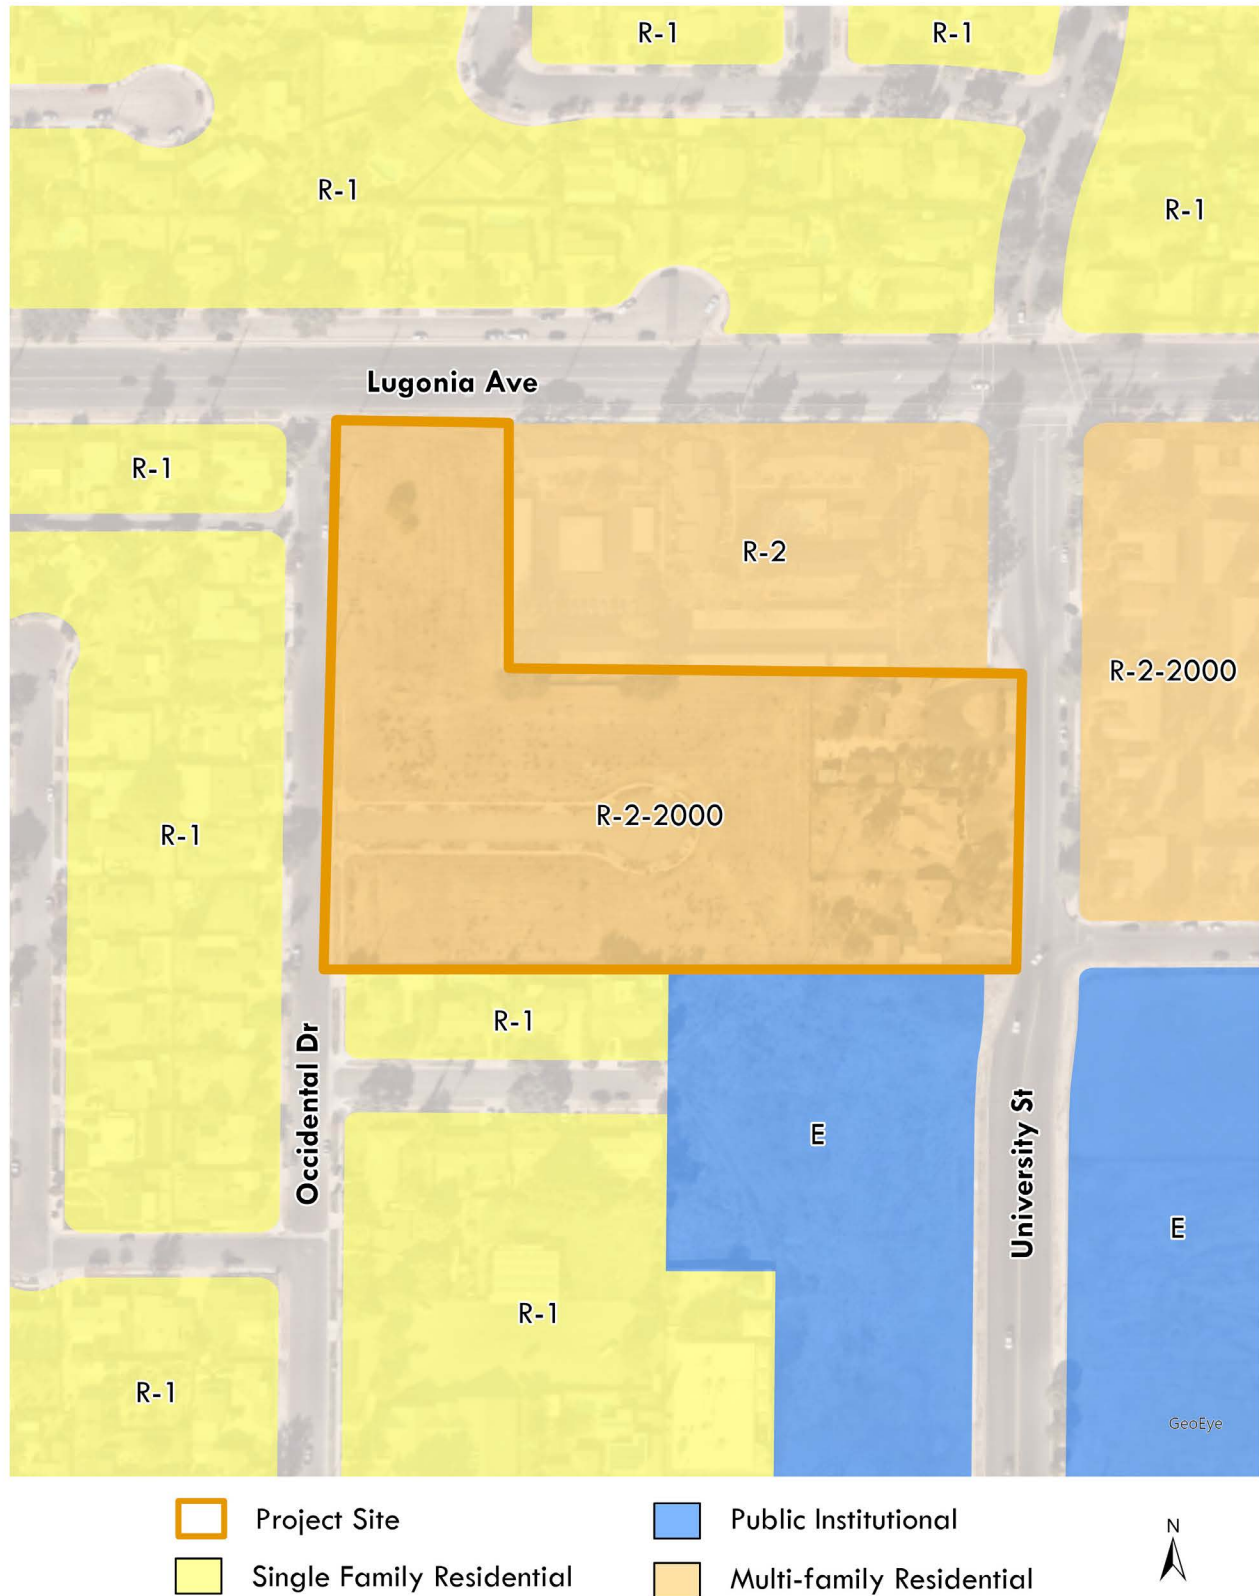 R-1
R-1
R-1
R-1
Lugonia Ave
R-1
R-2
R-2-2000
R-2-2000
R-1
R-1
Occidental Dr
University St
E
E
R-1
R-1
GeoEye
Project Site
Public Institutional
N
Single Family Residential
Multi-family Residential